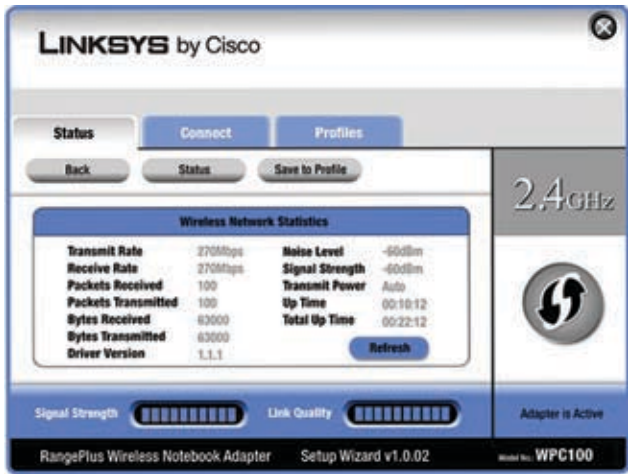 LINKSYS by Cisco
Status Connect Profiles
Back Status Save to Profile
2.4GHz
Wireless Network Statistics
Transmit Rate 270Mbps Noise Level -60dBm
Receive Rate 270Mbps Signal Strength -60dBm
Packets Received 100 Transmit Power Auto
Packets Transmitted 100 Up Time 00:10:12
Bytes Received 63000 Total Up Time 00:22:12
Bytes Transmitted 63000
Driver Version 1.1.1
Refresh
Signal Strength Link Quality Adapter is Active
RangePlus Wireless Notebook Adapter Setup Wizard v1.0.02 Model No. WPC100